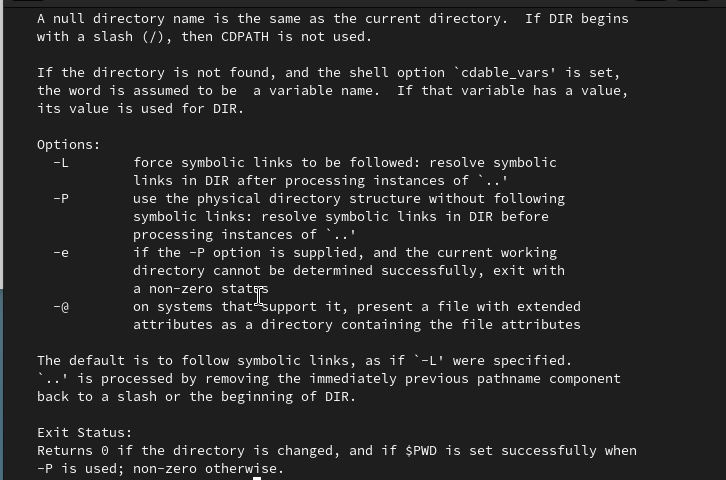 A null directory name is the same as the current directory.  If DIR begins
with a slash (/), then CDPATH is not used.

If the directory is not found, and the shell option `cdable_vars' is set,
the word is assumed to be  a variable name.  If that variable has a value,
its value is used for DIR.

Options:
  -L        force symbolic links to be followed: resolve symbolic
            links in DIR after processing instances of `..'
  -P        use the physical directory structure without following
            symbolic links: resolve symbolic links in DIR before
            processing instances of `..'
  -e        if the -P option is supplied, and the current working
            directory cannot be determined successfully, exit with
            a non-zero status
  -@        on systems that support it, present a file with extended
            attributes as a directory containing the file attributes

The default is to follow symbolic links, as if `-L' were specified.
`..' is processed by removing the immediately previous pathname component
back to a slash or the beginning of DIR.

Exit Status:
Returns 0 if the directory is changed, and if $PWD is set successfully when
-P is used; non-zero otherwise.